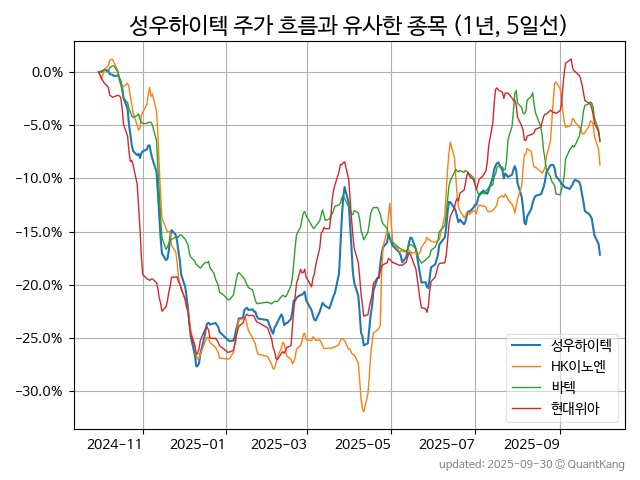 성우하이텍 주가 흐름과 유사한 종목 (1년, 5일선)
0.0%
−5.0%
−10.0%
−15.0%
−20.0%
−25.0%
−30.0%
성우하이텍
HK이노엔
바텍
현대위아
2024-11 2025-01 2025-03 2025-05 2025-07 2025-09
updated: 2025-09-30 © QuantKang